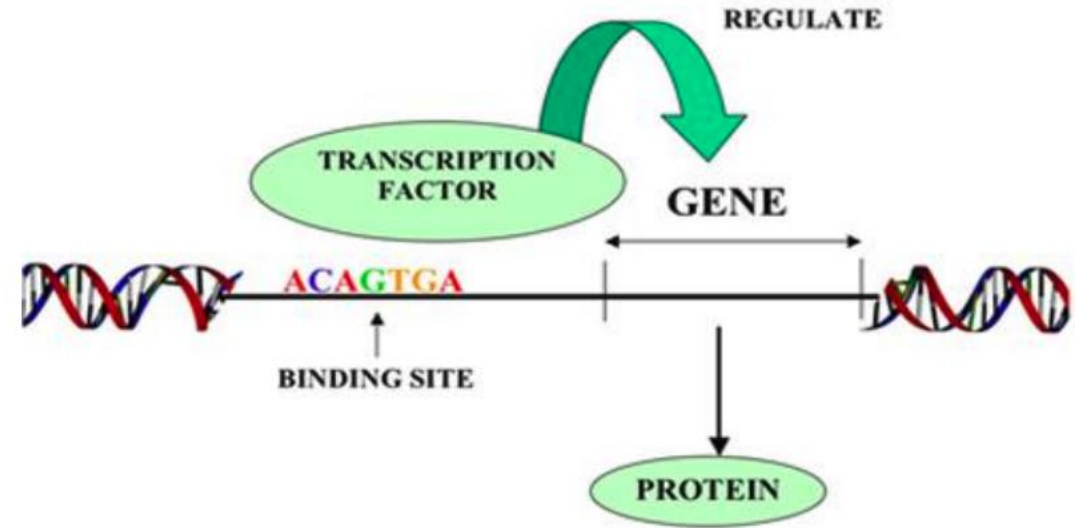 REGULATE
TRANSCRIPTION
FACTOR
GENE
ACAGTGA
BINDING SITE
PROTEIN